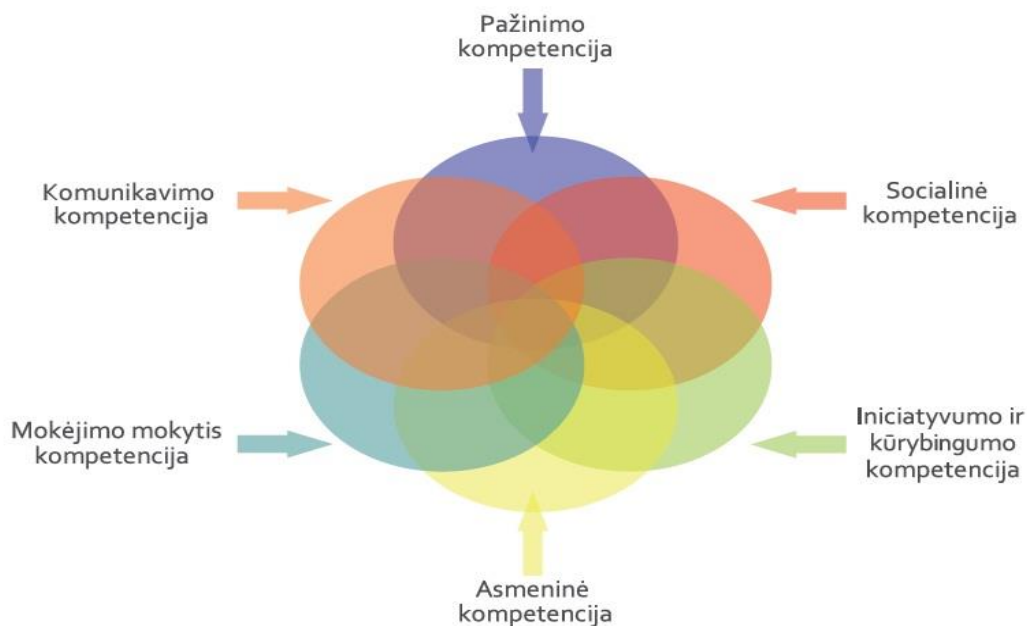 Pažinimo
kompetencija
Komunikavimo
kompetencija
Socialinė
kompetencija
Mokėjimo mokytis
kompetencija
Iniciatyvumo ir
kūrybingumo
kompetencija
Asmeninė
kompetencija